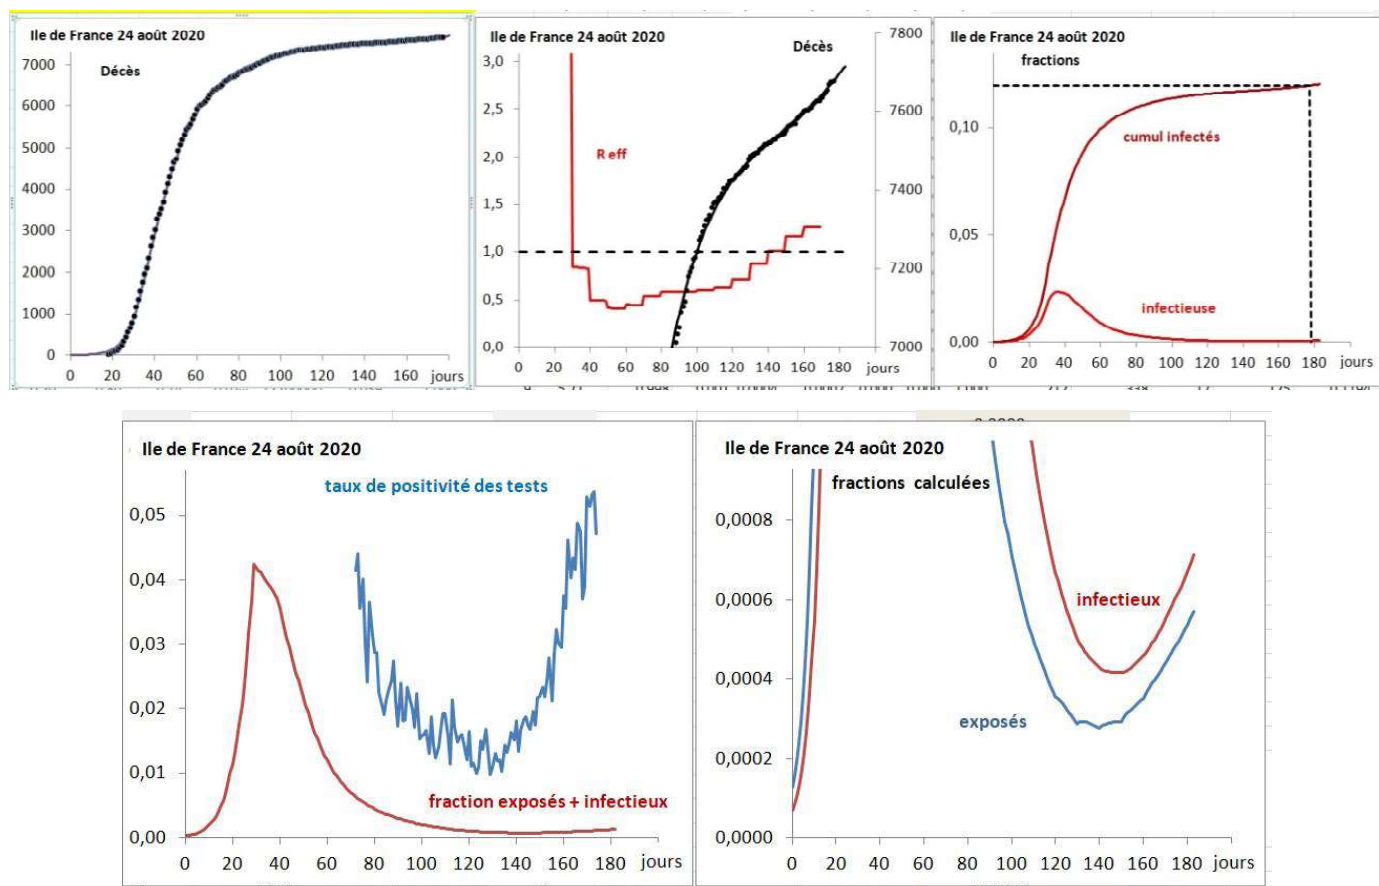 Ile de France 24 août 2020
Décès
7000
6000
5000
4000
3000
2000
1000
0
0 20 40 60 80 100 120 140 160 jours
Ile de France 24 août 2020
Décès
3,0
2,5
2,0
1,5
1,0
0,5
0,0
R eff
7800
7600
7400
7200
7000
0 20 40 60 80 100 120 140 160 180 jours
Ile de France 24 août 2020
fractions
0,10
0,05
0,00
cumul infectés
infectieuse
0 20 40 60 80 100 120 140 160 180 jours
Ile de France 24 août 2020
taux de positivité des tests
0,05
0,04
0,03
0,02
0,01
0,00
fraction exposés + infectieux
0 20 40 60 80 100 120 140 160 180 jours
Ile de France 24 août 2020
fractions calculées
0,0008
0,0006
0,0004
0,0002
0,0000
infectieux
exposés
0 20 40 60 80 100 120 140 160 180 jours